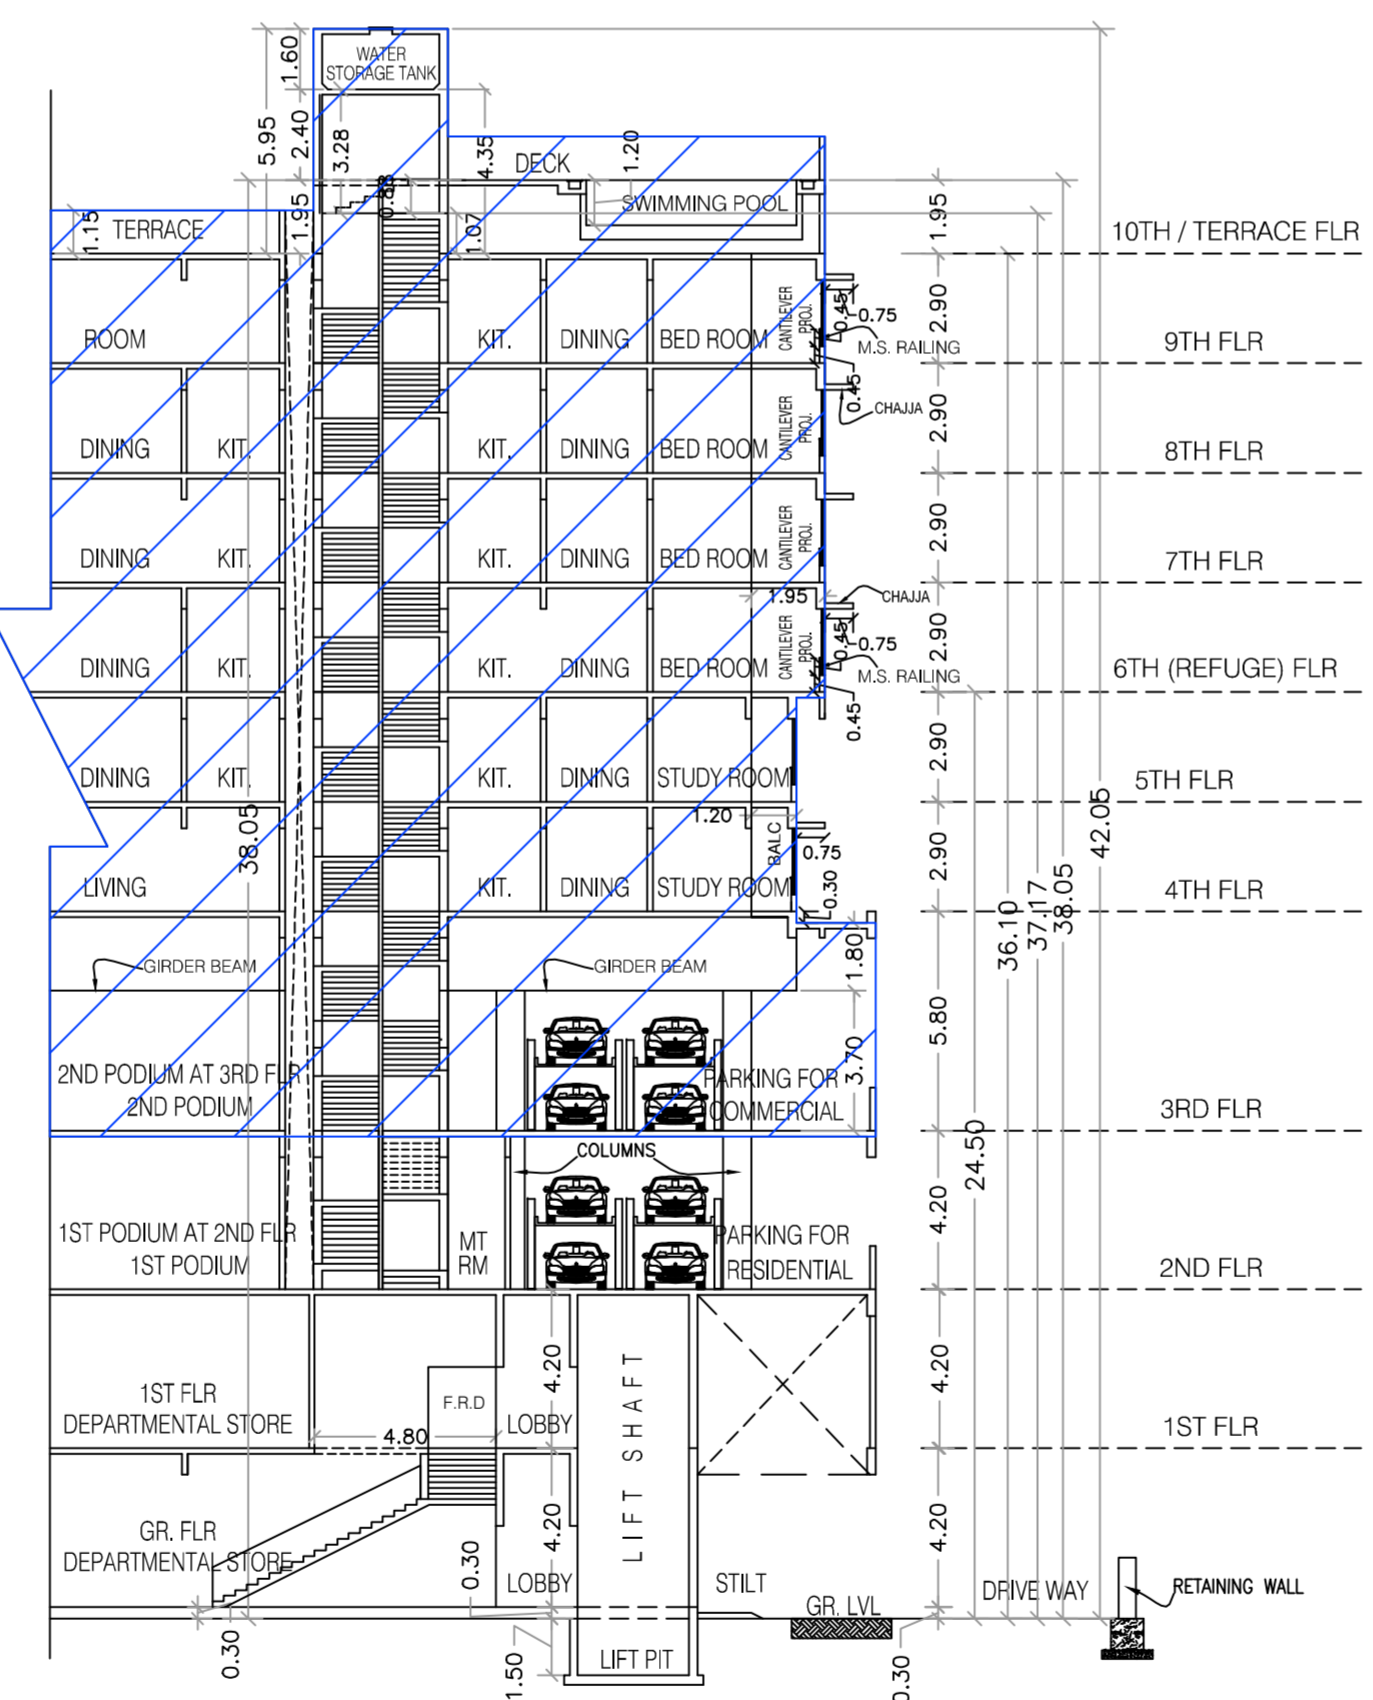 WATER
STORAGE TANK
1.60
5.95
2.40
3.28
4.35
1.20
DECK
0.88
SWIMMING POOL
1.15
TERRACE
1.95
1.07
1.95
10TH / TERRACE FLR
2.90
ROOM
KIT.
DINING
BED ROOM
CANTILEVER
PROJ.
0.45
0.75
M.S. RAILING
9TH FLR
0.45
CHAJJA
2.90
DINING
KIT.
KIT.
DINING
BED ROOM
CANTILEVER
PROJ.
8TH FLR
2.90
DINING
KIT.
KIT.
DINING
BED ROOM
CANTILEVER
PROJ.
7TH FLR
1.95
CHAJJA
2.90
DINING
KIT.
KIT.
DINING
BED ROOM
CANTILEVER
PROJ.
0.45
0.75
M.S. RAILING
6TH (REFUGE) FLR
0.45
2.90
DINING
KIT.
KIT.
DINING
STUDY ROOM
5TH FLR
38.05
1.20
BALC
0.75
2.90
42.05
LIVING
KIT.
DINING
STUDY ROOM
0.30
4TH FLR
36.10
37.17
38.05
GIRDER BEAM
GIRDER BEAM
1.80
5.80
3.70
2ND PODIUM AT 3RD FLR
2ND PODIUM
PARKING FOR
COMMERCIAL
3RD FLR
COLUMNS
24.50
4.20
1ST PODIUM AT 2ND FLR
1ST PODIUM
MT
RM
PARKING FOR
RESIDENTIAL
2ND FLR
4.20
LIFT SHAFT
4.20
1ST FLR
DEPARTMENTAL STORE
F.R.D
LOBBY
4.80
1ST FLR
4.20
4.20
GR. FLR
DEPARTMENTAL STORE
0.30
LOBBY
STILT
GR. LVL
DRIVE WAY
RETAINING WALL
0.30
1.50
LIFT PIT
0.30